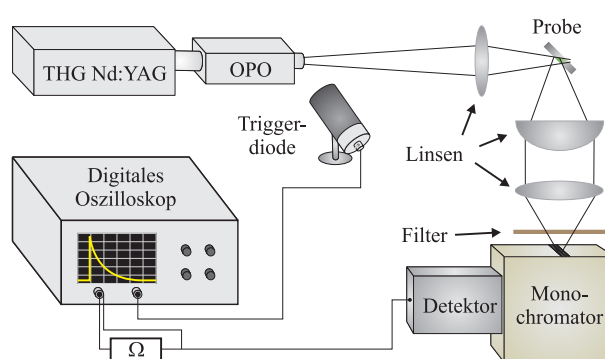 Probe
THG Nd:YAG
OPO
Trigger-
diode
Linsen
Digitales
Oszilloskop
Filter
Detektor
Mono-
chromator
Ω